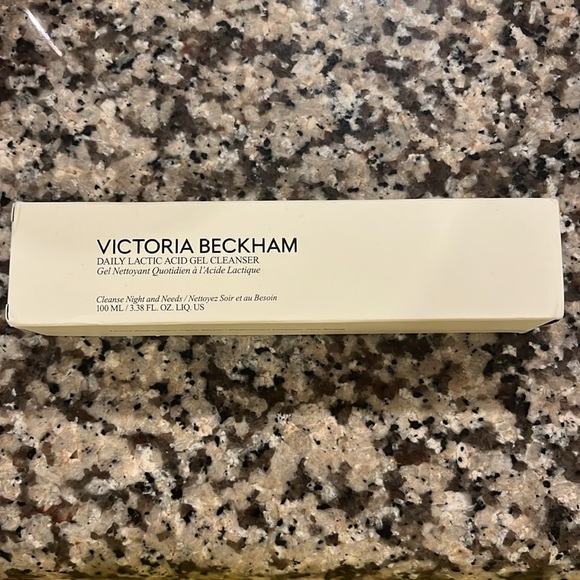 VICTORIA BECKHAM
DAILY LACTIC ACID GEL CLEANSER
Gel Nettoyant Quotidien à l'Acide Lactique
Cleanse Night and Needs / Nettoyez Soir et au Besoin
100 ML / 3.38 FL. OZ. LIQ. US